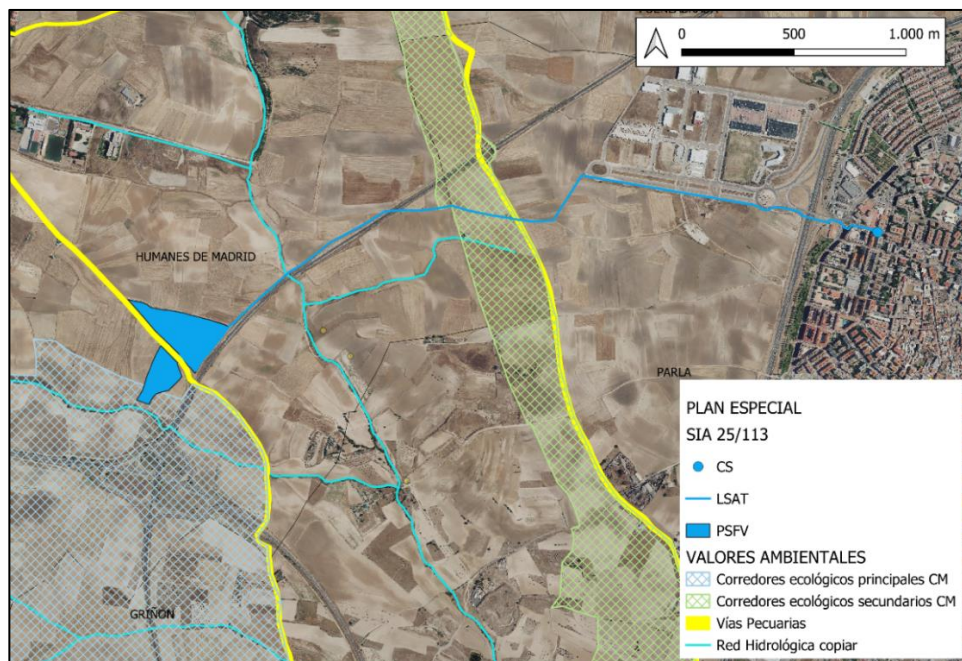 0 500 1.000 m
HUMANES DE MADRID
PARLA
GRIÑÓN
PLAN ESPECIAL
SIA 25/113
CS
LSAT
PSFV
VALORES AMBIENTALES
Corredores ecológicos principales CM
Corredores ecológicos secundarios CM
Vías Pecuarias
Red Hidrológica copiar